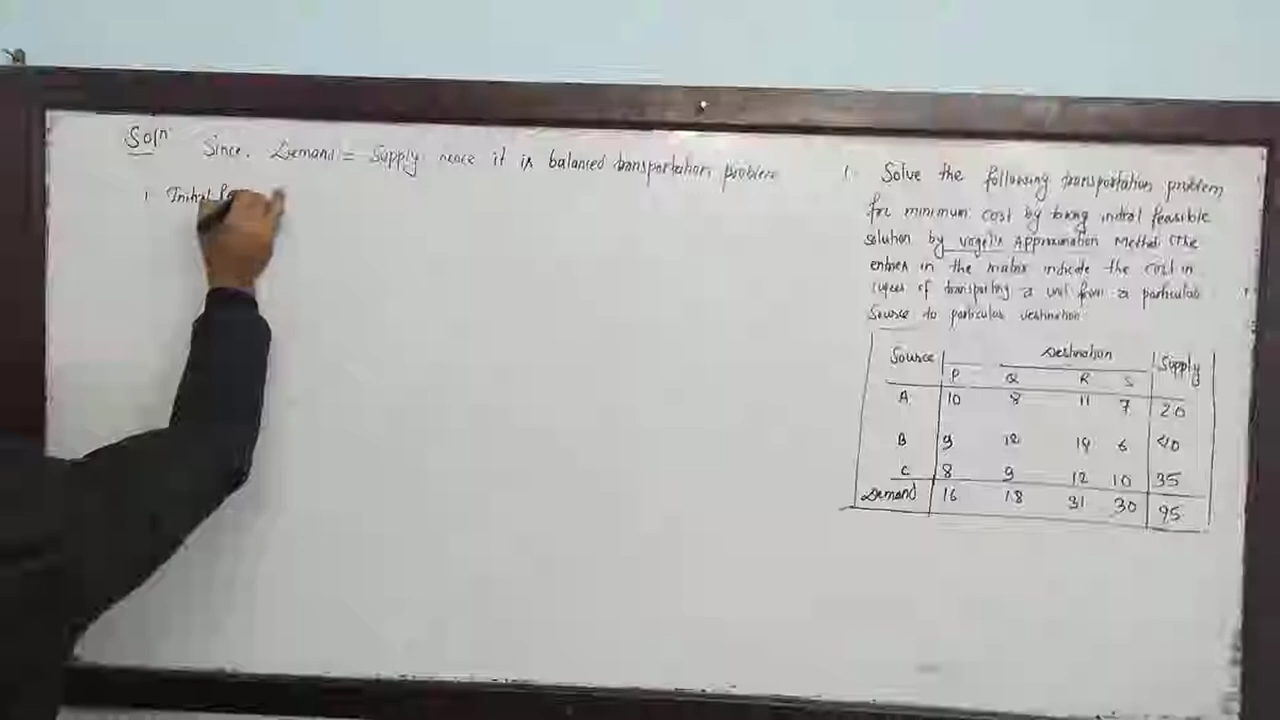 Soln Since, Demand = Supply hence it is balanced transportation problem
1. Initial
1. Solve the following transportation problem
for minimum cost by being initial feasible
solution by vogel's Approximation Method. (The
entries in the matrix indicate the cost in
rupees of transporting a unit from a particular
Source to particular destination
Source Destination Supply
P Q R S
A 10 8 11 7 20
B 9 12 14 6 40
C 8 9 12 10 35
Demand 16 18 31 30 95